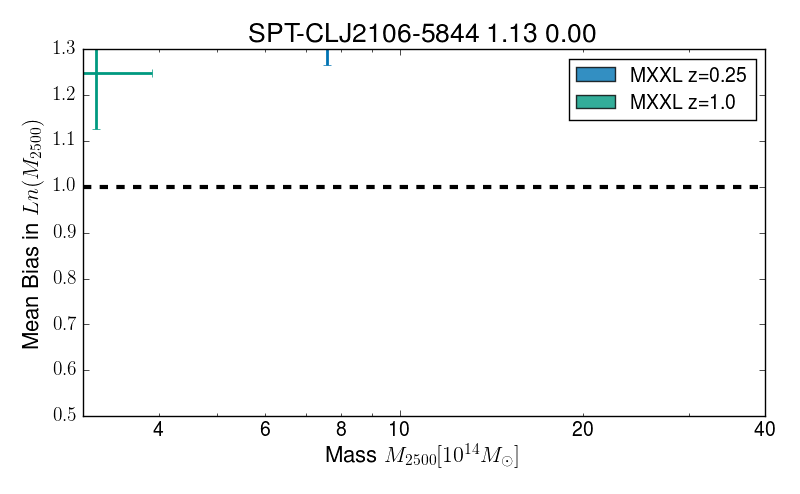 SPT-CLJ2106-5844 1.13 0.00
1.3
1.2
1.1
1.0
0.9
0.8
0.7
0.6
0.5
Mean Bias in Ln(M₂₅₀₀)
MXXL z=0.25
MXXL z=1.0
4 6 8 10 20 40
Mass M₂₅₀₀[10¹⁴M☉]